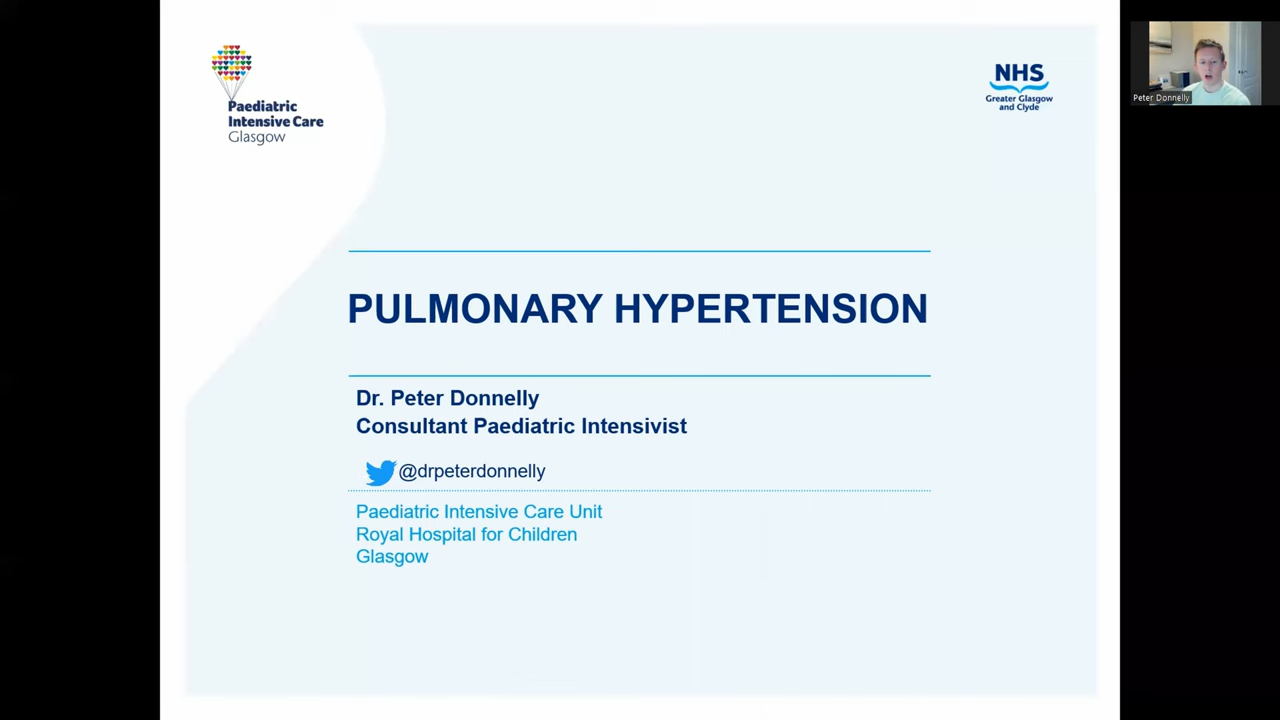 Paediatric
Intensive Care
Glasgow
NHS
Greater Glasgow
and Clyde
Peter Donnelly
PULMONARY HYPERTENSION
Dr. Peter Donnelly
Consultant Paediatric Intensivist
@drpeterdonnelly
Paediatric Intensive Care Unit
Royal Hospital for Children
Glasgow